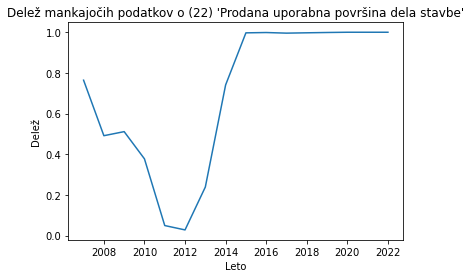 Delež mankajočih podatkov o (22) 'Prodana uporabna površina dela stavbe'
1.0
0.8
0.6
0.4
0.2
0.0
Delež
2008 2010 2012 2014 2016 2018 2020 2022
Leto